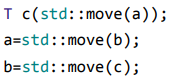 T c(std::move(a));
a=std::move(b);
b=std::move(c);